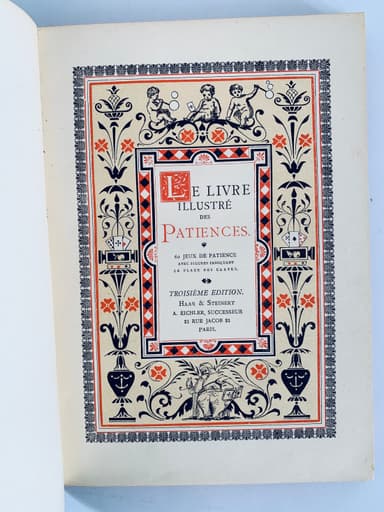 LE LIVRE
ILLUSTRÉ
DES
PATIENCES.
60 JEUX DE PATIENCE
AVEC FIGURES INDIQUANT
LA PLACE DES CARTES.
TROISIÈME EDITION.
HAAR & STEINERT
A. EICHLER, SUCCESSEUR
21 RUE JACOB 21
PARIS.